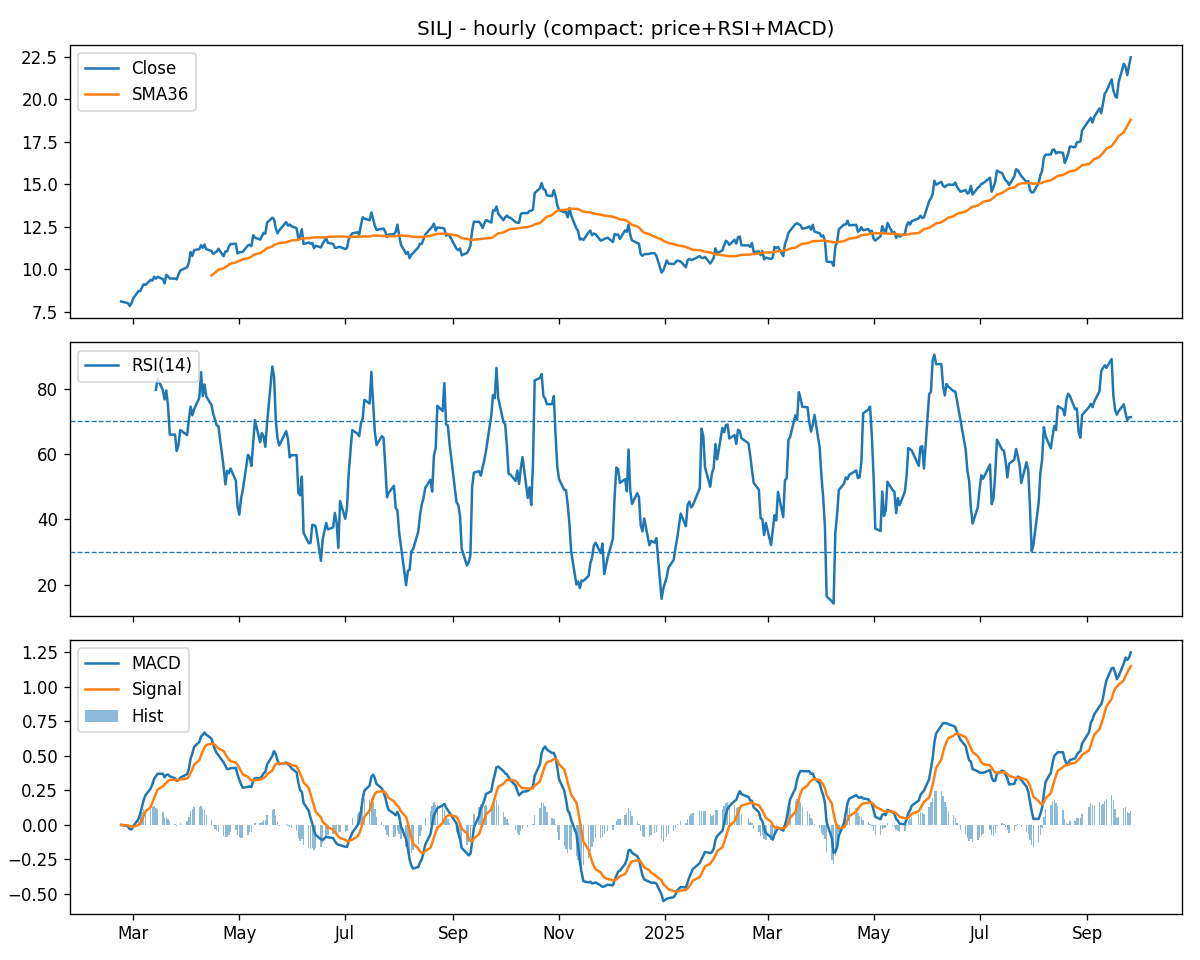 SILJ - hourly (compact: price+RSI+MACD)
22.5
20.0
17.5
15.0
12.5
10.0
7.5
Close
SMA36
80
60
40
20
RSI(14)
1.25
1.00
0.75
0.50
0.25
0.00
−0.25
−0.50
MACD
Signal
Hist
Mar May Jul Sep Nov 2025 Mar May Jul Sep